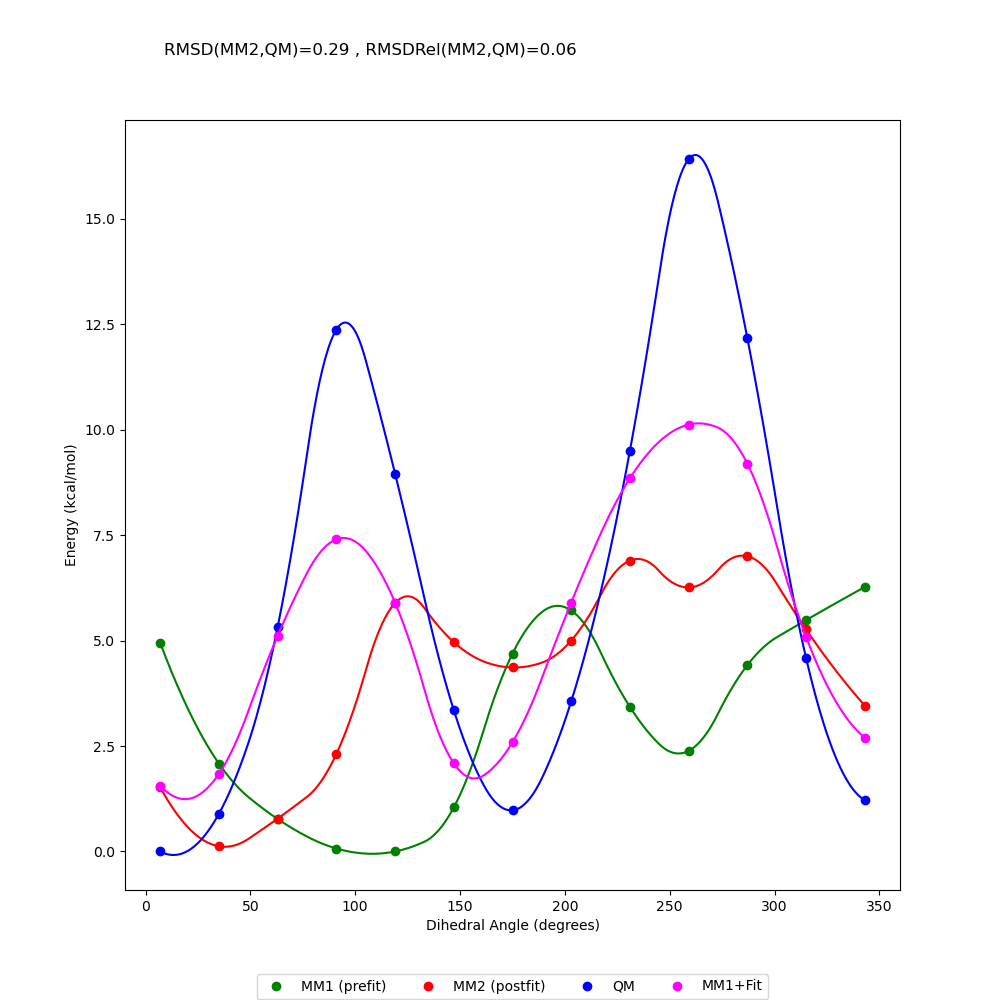 RMSD(MM2,QM)=0.29 , RMSDRel(MM2,QM)=0.06
Energy (kcal/mol)
15.0
12.5
10.0
7.5
5.0
2.5
0.0
0 50 100 150 200 250 300 350
Dihedral Angle (degrees)
MM1 (prefit) MM2 (postfit) QM MM1+Fit